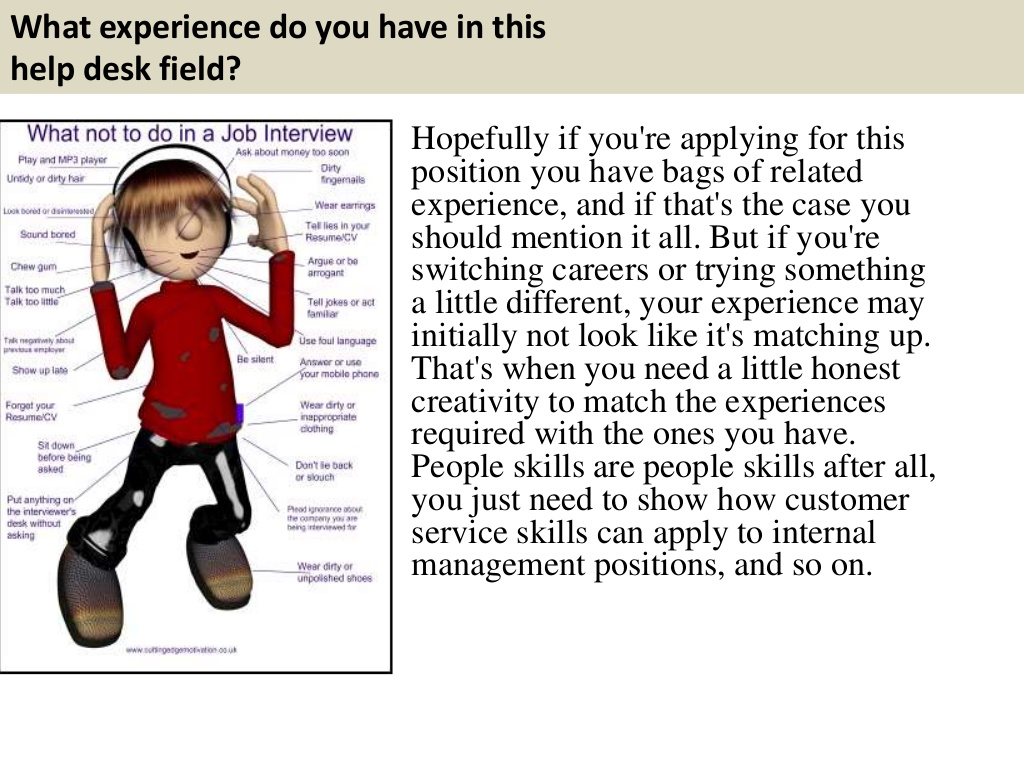 What experience do you have in this
help desk field?
What not to do in a Job Interview
Play and MP3 player
Untidy or dirty hair
Look bored or disinterested
Sound bored
Chew gum
Talk too much
Talk too little
Talk negatively about
previous employer
Show up late
Forget your
Resume/CV
Sit down
before being
asked
Put anything on
the interviewer's
desk without
asking
Ask about money too soon
Dirty
fingernails
Wear earrings
Tell lies in your
Resume/CV
Argue or be
arrogant
Tell jokes or act
familiar
Use foul language
Be silent
Answer or use
your mobile phone
Wear dirty or
inappropriate
clothing
Don't lie back
or slouch
Plead ignorance about
the company you are
being interviewed for
Wear dirty or
unpolished shoes
www.cuttingedgemotivation.co.uk
Hopefully if you're applying for this
position you have bags of related
experience, and if that's the case you
should mention it all. But if you're
switching careers or trying something
a little different, your experience may
initially not look like it's matching up.
That's when you need a little honest
creativity to match the experiences
required with the ones you have.
People skills are people skills after all,
you just need to show how customer
service skills can apply to internal
management positions, and so on.